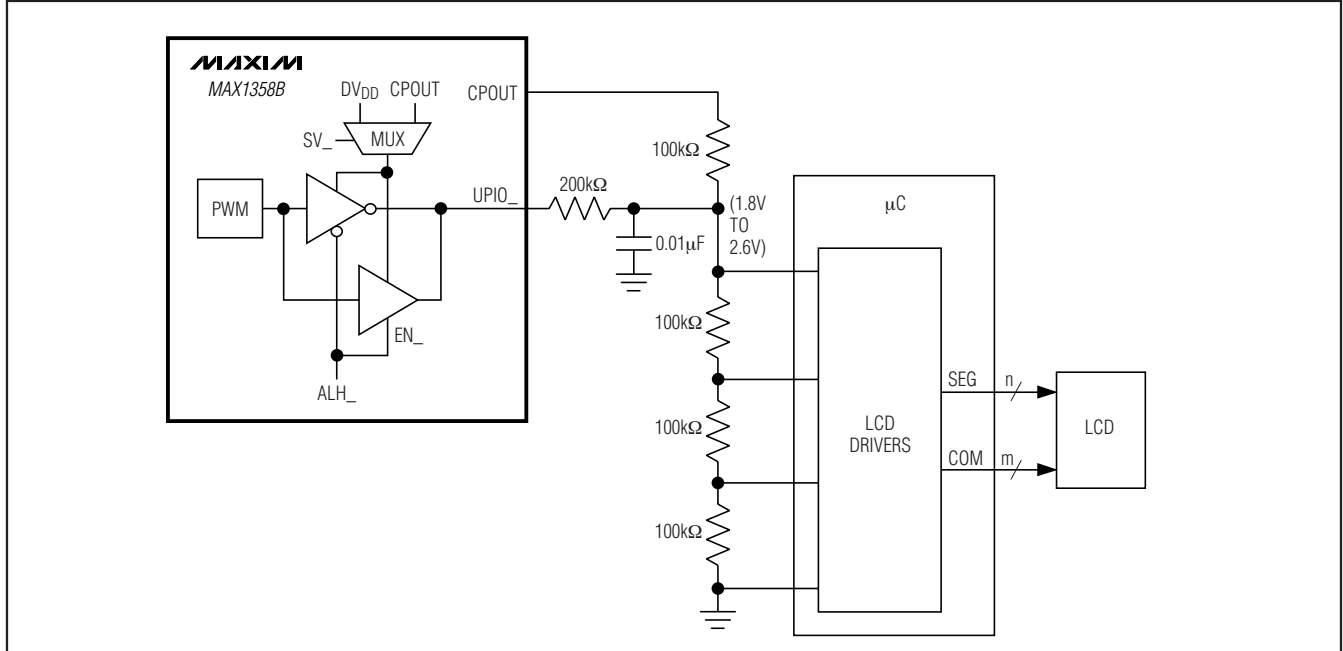 MAXIM
MAX1358B
DVDD CPOUT
CPOUT
SV_
MUX
PWM
UPIO_
EN_
ALH_
200kΩ
0.01µF
100kΩ
(1.8V
TO
2.6V)
100kΩ
100kΩ
100kΩ
µC
LCD
DRIVERS
SEG n
COM m
LCD